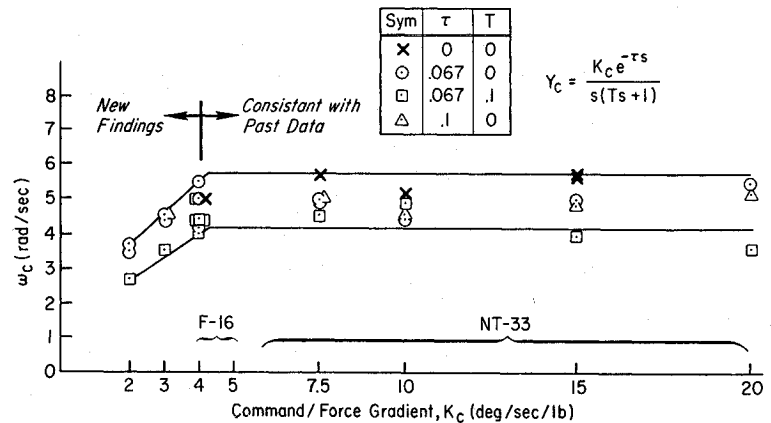 Sym τ T
× 0 0
⊙ .067 0
⊡ .067 .1
△ .1 0
Y_C = K_C e^{-τs} / s(Ts+1)
New Findings
Consistant with Past Data
ω_C (rad/sec)
8
7
6
5
4
3
2
1
0
F-16
NT-33
2 3 4 5 7.5 10 15 20
Command/Force Gradient, K_C (deg/sec/lb)